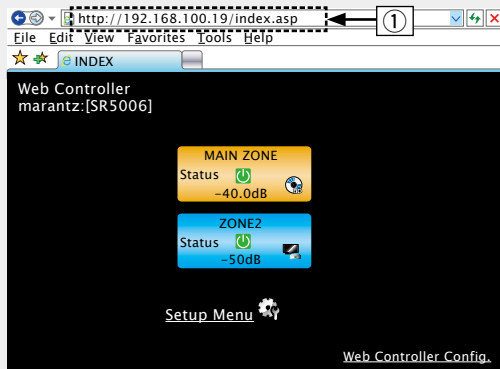 http://192.168.100.19/index.asp
①
File Edit View Favorites Tools Help
INDEX
Web Controller
marantz:[SR5006]
MAIN ZONE
Status
-40.0dB
ZONE2
Status
-50dB
Setup Menu
Web Controller Config.